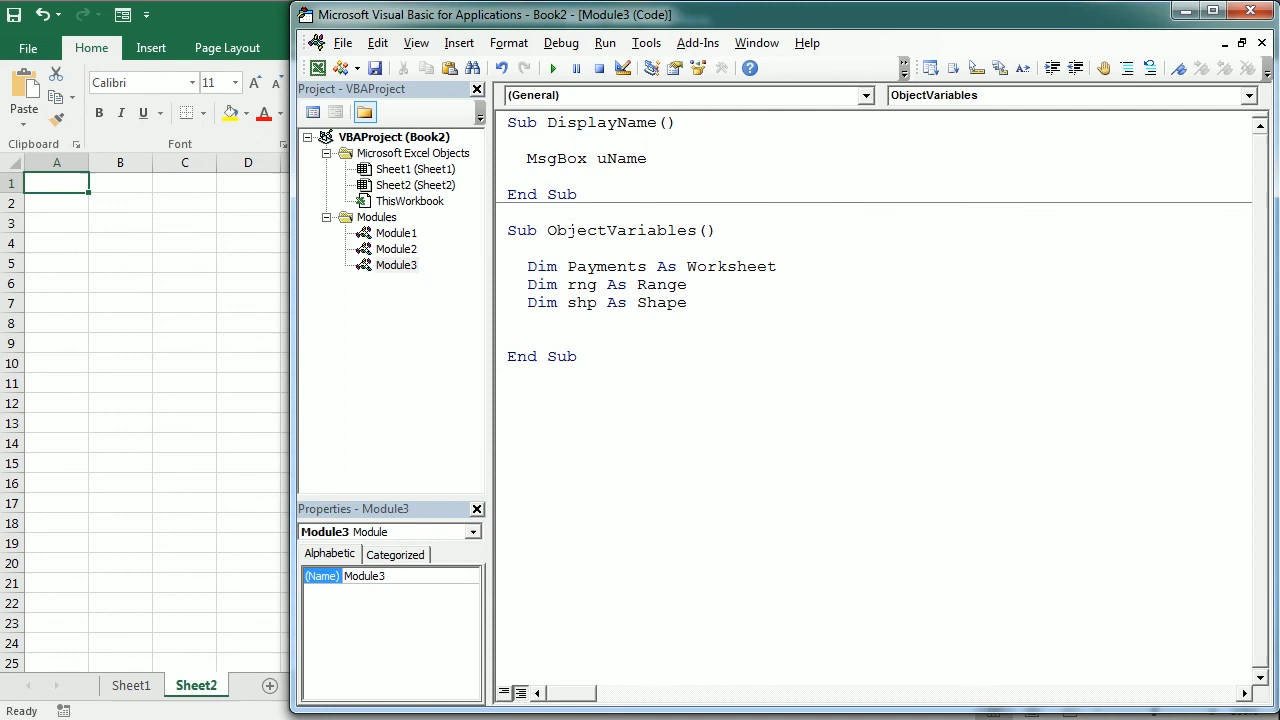 Microsoft Visual Basic for Applications - Book2 - [Module3 (Code)]
File Home Insert Page Layout
File Edit View Insert Format Debug Run Tools Add-Ins Window Help
Calibri 11
Paste
B I U A
Clipboard Font
Project - VBAProject
VBAProject (Book2)
Microsoft Excel Objects
Sheet1 (Sheet1)
Sheet2 (Sheet2)
ThisWorkbook
Modules
Module1
Module2
Module3
(General) ObjectVariables
Sub DisplayName()
MsgBox uName
End Sub
Sub ObjectVariables()
Dim Payments As Worksheet
Dim rng As Range
Dim shp As Shape
End Sub
Properties - Module3
Module3 Module
Alphabetic Categorized
(Name) Module3
A B C D
1
2
3
4
5
6
7
8
9
10
11
12
13
14
15
16
17
18
19
20
21
22
23
24
25
Sheet1 Sheet2
Ready